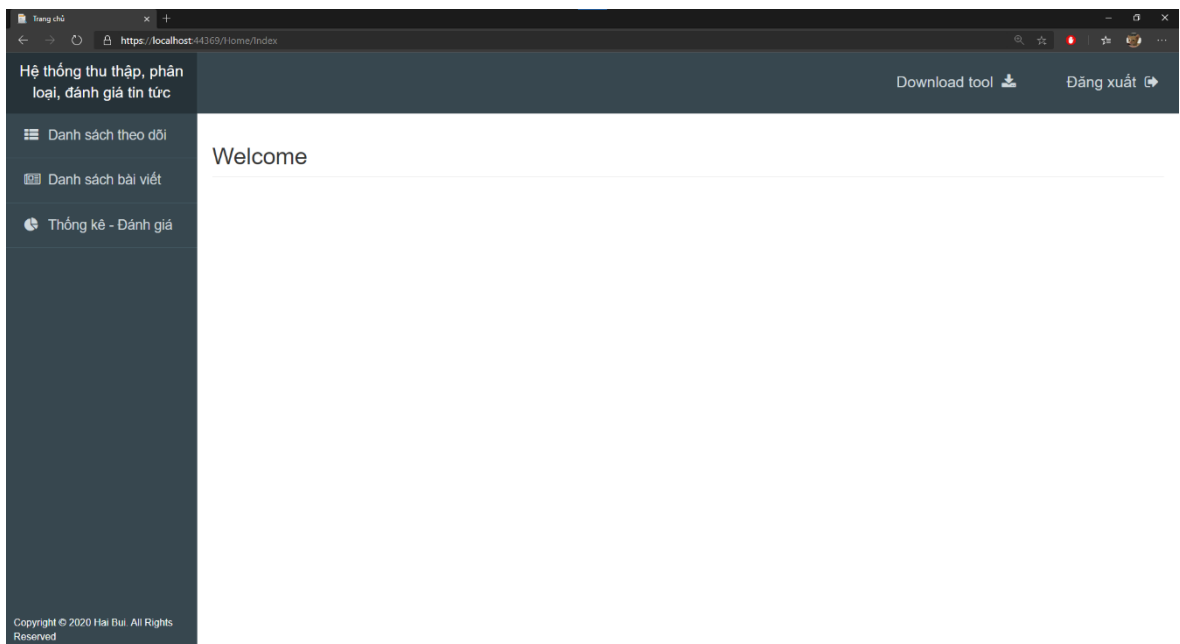 Trang chủ
https://localhost:44369/Home/Index
Hệ thống thu thập, phân
loại, đánh giá tin tức
Download tool
Đăng xuất
Danh sách theo dõi
Danh sách bài viết
Thống kê - Đánh giá
Welcome
Copyright © 2020 Hai Bui. All Rights
Reserved